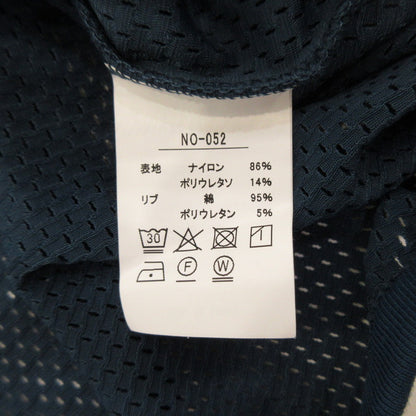 NO-052
表地 ナイロン 86%
ポリウレタソ 14%
リブ 綿 95%
ポリウレタン 5%
30 1
F W